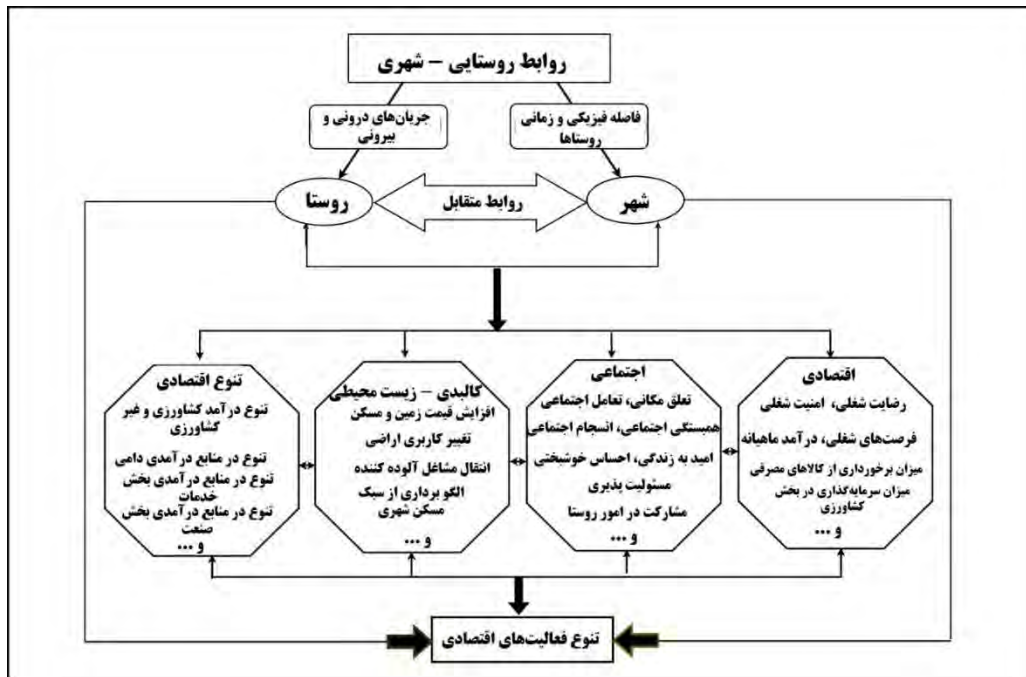 روابط روستایی – شهری
فاصله فیزیکی و زمانی
روستاها
جریان‌های درونی و
بیرونی
شهر
روابط متقابل
روستا
اقتصادی
رضایت شغلی، امنیت شغلی
فرصت‌های شغلی، درآمد ماهیانه
میزان برخورداری از کالاهای مصرفی
میزان سرمایه‌گذاری در بخش
کشاورزی
و ...
اجتماعی
تعلق مکانی، تعامل اجتماعی
همبستگی اجتماعی، انسجام اجتماعی
امید به زندگی، احساس خوشبختی
مسئولیت پذیری
مشارکت در امور روستا
و ...
کالبدی – زیست محیطی
افزایش قیمت زمین و مسکن
تغییر کاربری اراضی
انتقال مشاغل آلوده کننده
الگو برداری از سبک
مسکن شهری
و ...
تنوع اقتصادی
تنوع درآمد کشاورزی و غیر
کشاورزی
تنوع در منابع درآمدی دامی
تنوع در منابع درآمدی بخش
خدمات
تنوع در منابع درآمدی بخش
صنعت
و ...
تنوع فعالیت‌های اقتصادی